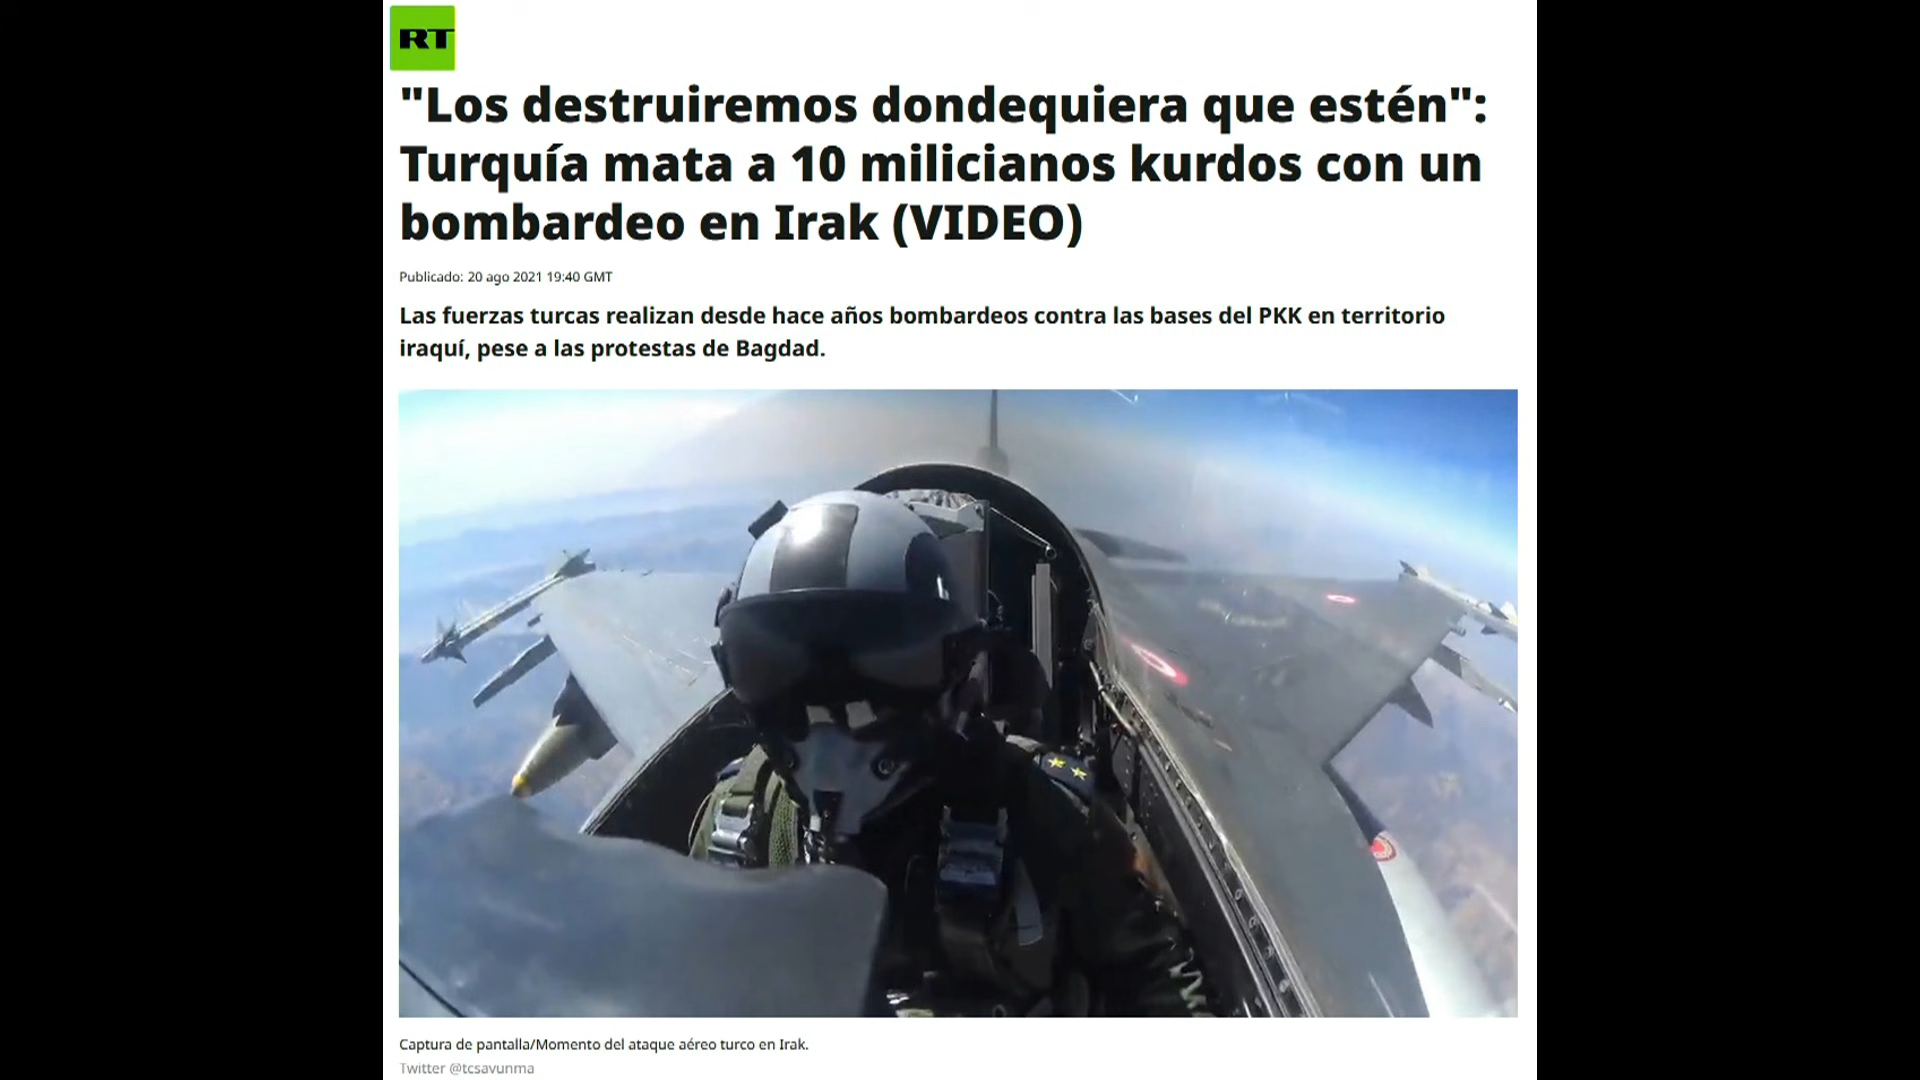 RT
"Los destruiremos dondequiera que estén":
Turquía mata a 10 milicianos kurdos con un
bombardeo en Irak (VIDEO)
Publicado: 20 ago 2021 19:40 GMT
Las fuerzas turcas realizan desde hace años bombardeos contra las bases del PKK en territorio
iraquí, pese a las protestas de Bagdad.
Captura de pantalla/Momento del ataque aéreo turco en Irak.
Twitter @tcsavunma